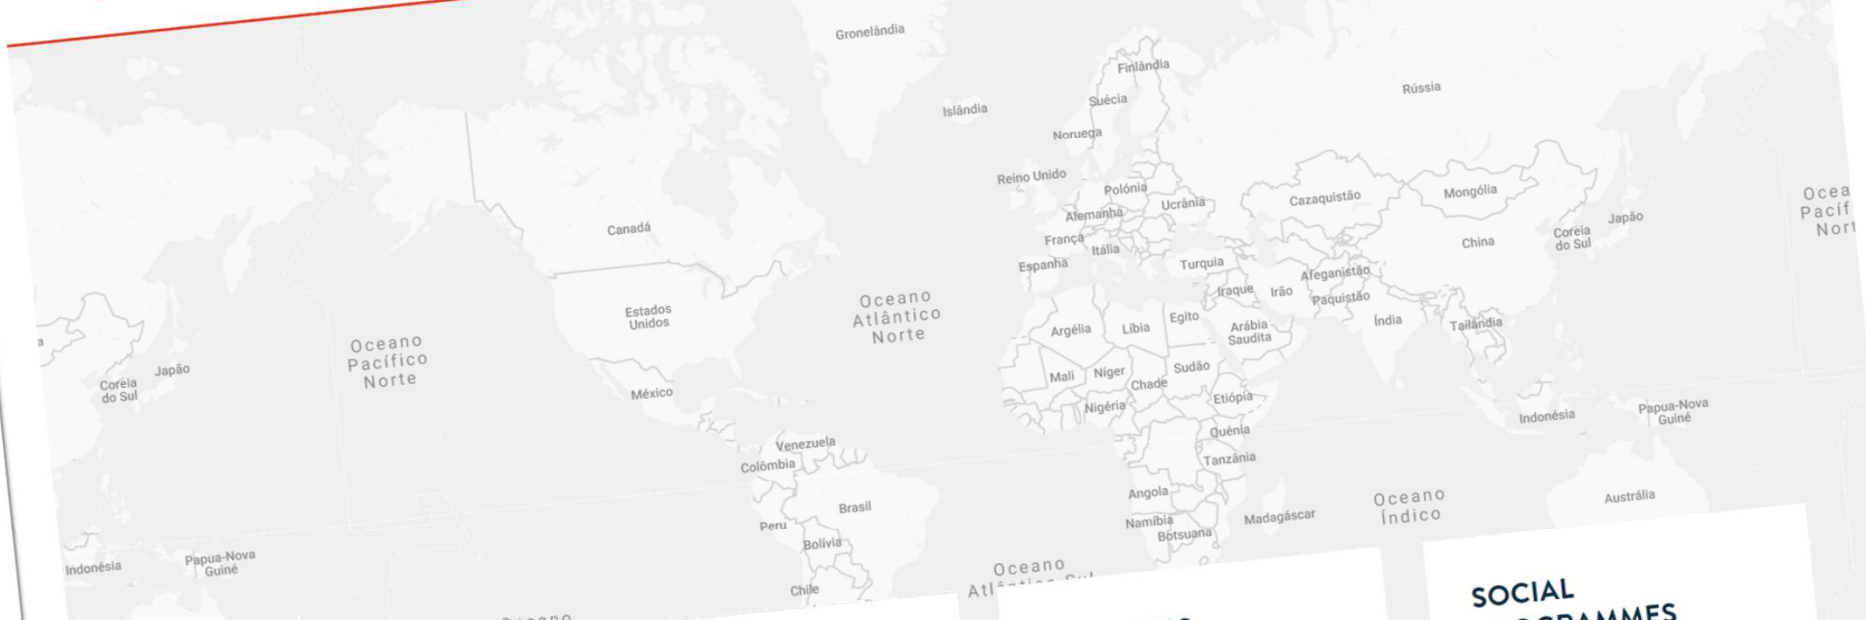 Gronelândia
Finlândia
Rússia
Islândia
Suécia
Noruega
Reino Unido
Polónia
Cazaquistão
Mongólia
Ucrânia
Alemanha
Canadá
França
Itália
Japão
Coreia
do Sul
China
Espanha
Turquia
Afeganistão
Iraque
Irão
Paquistão
Estados
Unidos
Oceano
Atlântico
Norte
Argélia
Líbia
Egito
Arábia
Saudita
Índia
Tailândia
Oceano
Pacífico
Norte
Coreia
do Sul
Japão
México
Mali
Níger
Chade
Sudão
Nigéria
Etiópia
Quénia
Tanzânia
Indonésia
Papua-Nova
Guiné
Venezuela
Colômbia
Brasil
Peru
Bolívia
Chile
Angola
Namíbia
Botsuana
Madagáscar
Oceano
Índico
Austrália
Indonésia
Papua-Nova
Guiné
Oceano
SOCIAL